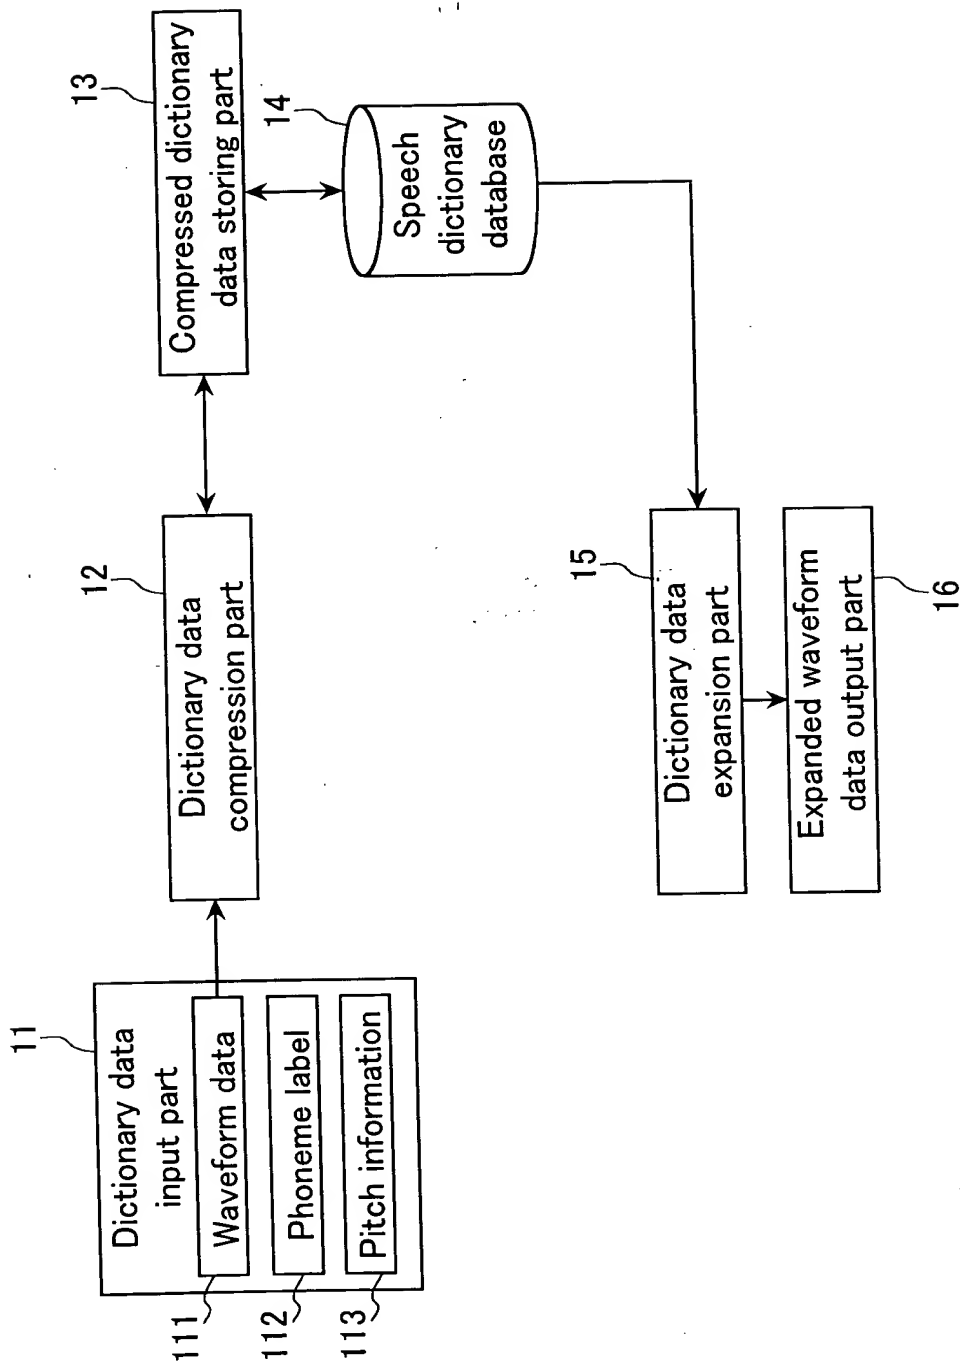 11
Dictionary data
input part
111
Waveform data
112
Phoneme label
113
Pitch information
12
Dictionary data
compression part
13
Compressed dictionary
data storing part
14
Speech
dictionary
database
15
Dictionary data
expansion part
Expanded waveform
data output part
16